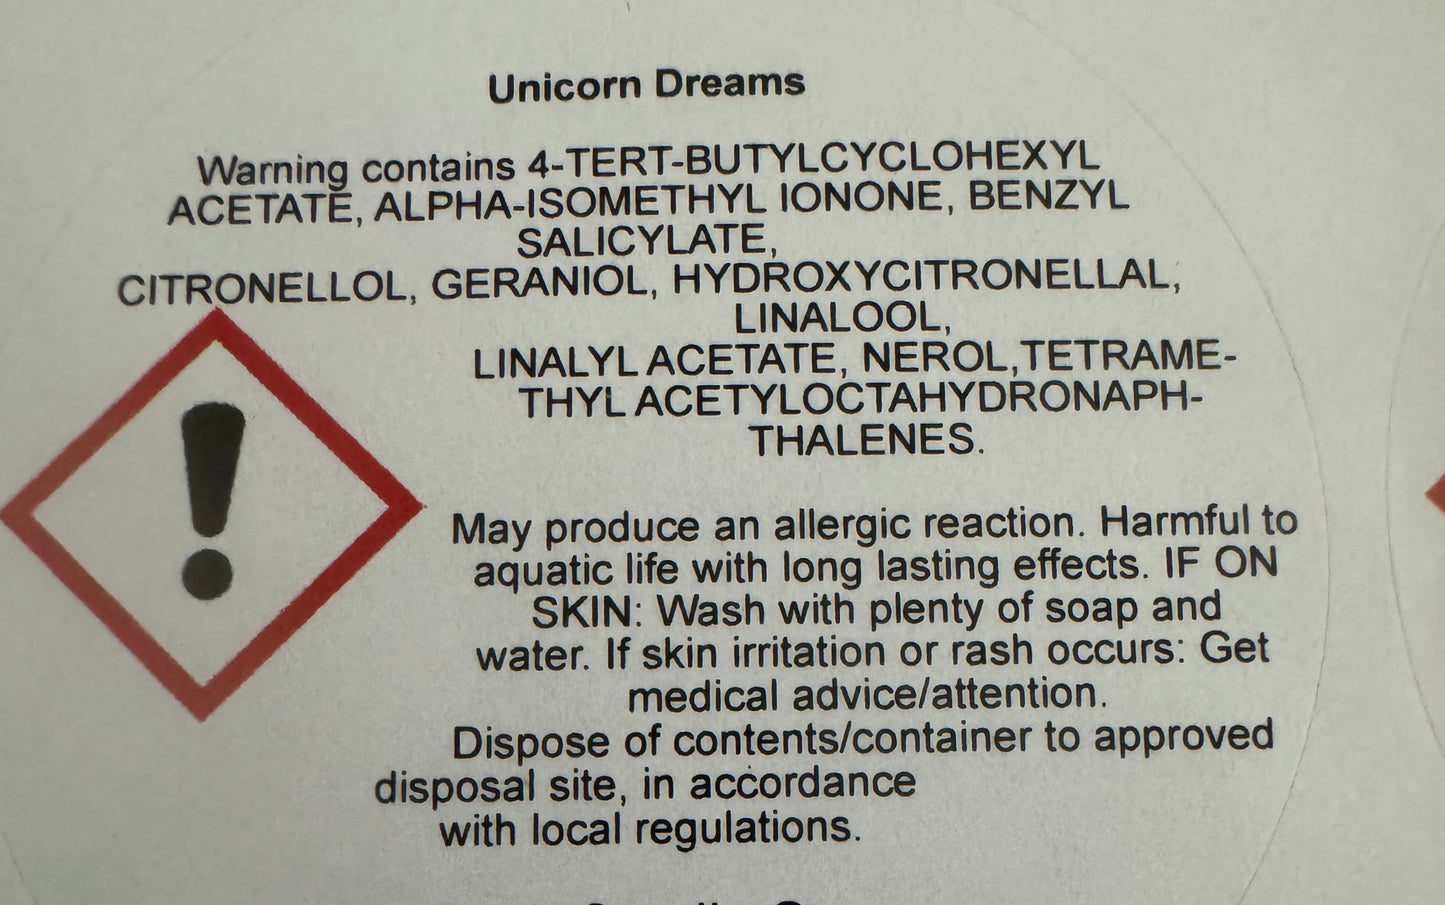 Unicorn Dreams
Warning contains 4-TERT-BUTYLCYCLOHEXYL
ACETATE, ALPHA-ISOMETHYL IONONE, BENZYL
SALICYLATE,
CITRONELLOL, GERANIOL, HYDROXYCITRONELLAL,
LINALOOL,
LINALYL ACETATE, NEROL,TETRAME-
THYL ACETYLOCTAHYDRONAPH-
THALENES.
May produce an allergic reaction. Harmful to
aquatic life with long lasting effects. IF ON
SKIN: Wash with plenty of soap and
water. If skin irritation or rash occurs: Get
medical advice/attention.
Dispose of contents/container to approved
disposal site, in accordance
with local regulations.